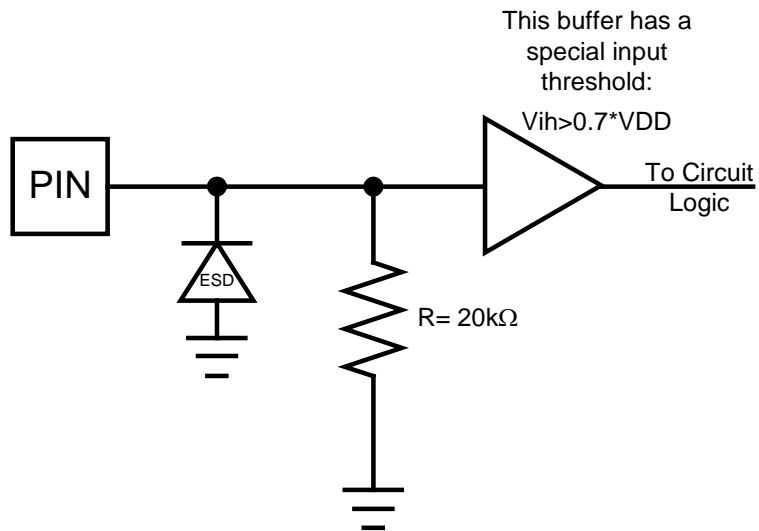 This buffer has a
special input
threshold:
Vih>0.7*VDD
PIN
To Circuit
Logic
ESD
R= 20kΩ